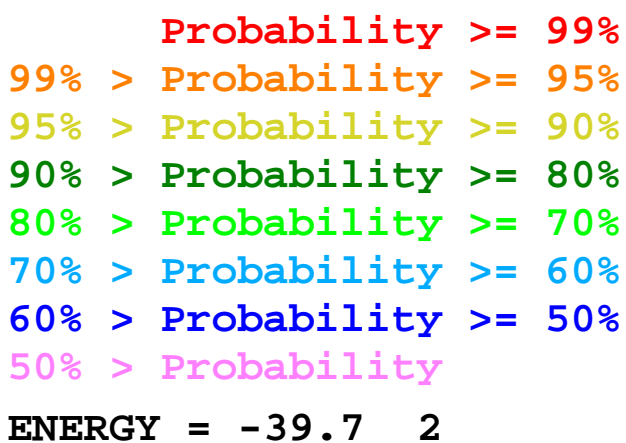 Probability >= 99%
99% > Probability >= 95%
95% > Probability >= 90%
90% > Probability >= 80%
80% > Probability >= 70%
70% > Probability >= 60%
60% > Probability >= 50%
50% > Probability
ENERGY = -39.7 2